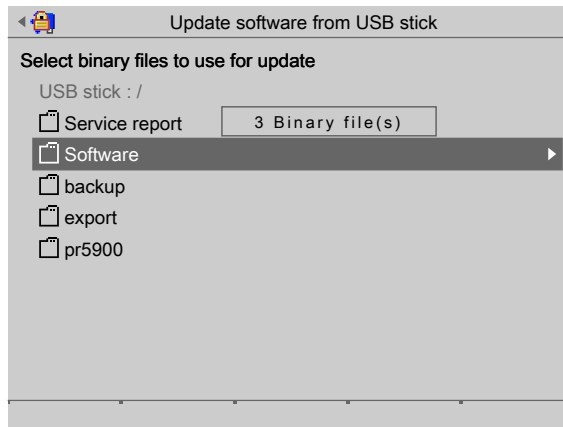 Update software from USB stick
Select binary files to use for update
USB stick : /
Service report
3 Binary file(s)
Software
backup
export
pr5900